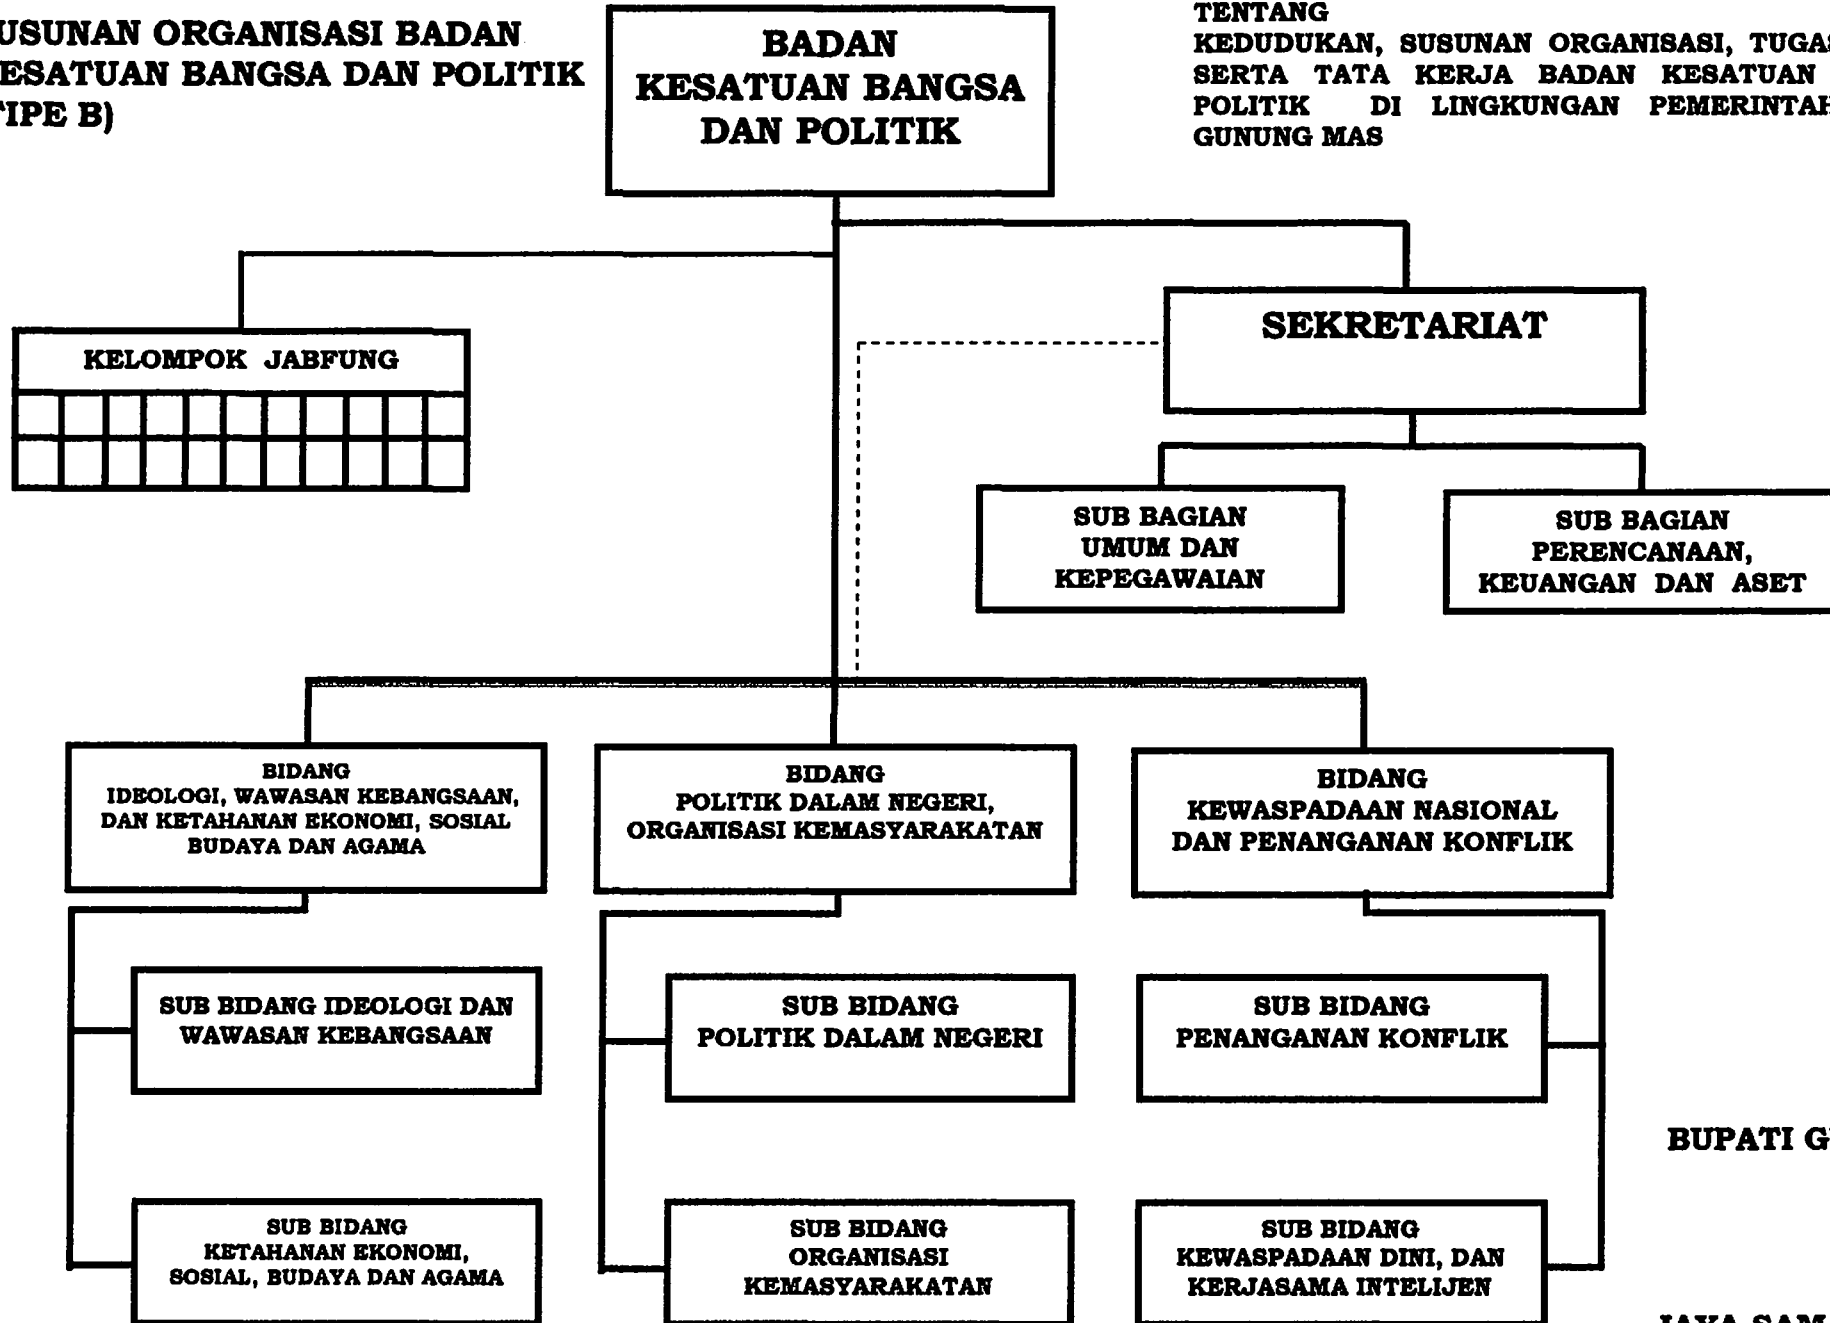 USUNAN ORGANISASI BADAN
ESATUAN BANGSA DAN POLITIK
TIPE B)
BADAN
KESATUAN BANGSA
DAN POLITIK
TENTANG
KEDUDUKAN, SUSUNAN ORGANISASI, TUGAS
SERTA TATA KERJA BADAN KESATUAN
POLITIK DI LINGKUNGAN PEMERINTAH
GUNUNG MAS
SEKRETARIAT
KELOMPOK JABFUNG
SUB BAGIAN
UMUM DAN
KEPEGAWAIAN
SUB BAGIAN
PERENCANAAN,
KEUANGAN DAN ASET
BIDANG
IDEOLOGI, WAWASAN KEBANGSAAN,
DAN KETAHANAN EKONOMI, SOSIAL
BUDAYA DAN AGAMA
BIDANG
POLITIK DALAM NEGERI,
ORGANISASI KEMASYARAKATAN
BIDANG
KEWASPADAAN NASIONAL
DAN PENANGANAN KONFLIK
SUB BIDANG IDEOLOGI DAN
WAWASAN KEBANGSAAN
SUB BIDANG
POLITIK DALAM NEGERI
SUB BIDANG
PENANGANAN KONFLIK
BUPATI G
SUB BIDANG
KETAHANAN EKONOMI,
SOSIAL, BUDAYA DAN AGAMA
SUB BIDANG
ORGANISASI
KEMASYARAKATAN
SUB BIDANG
KEWASPADAAN DINI, DAN
KERJASAMA INTELIJEN